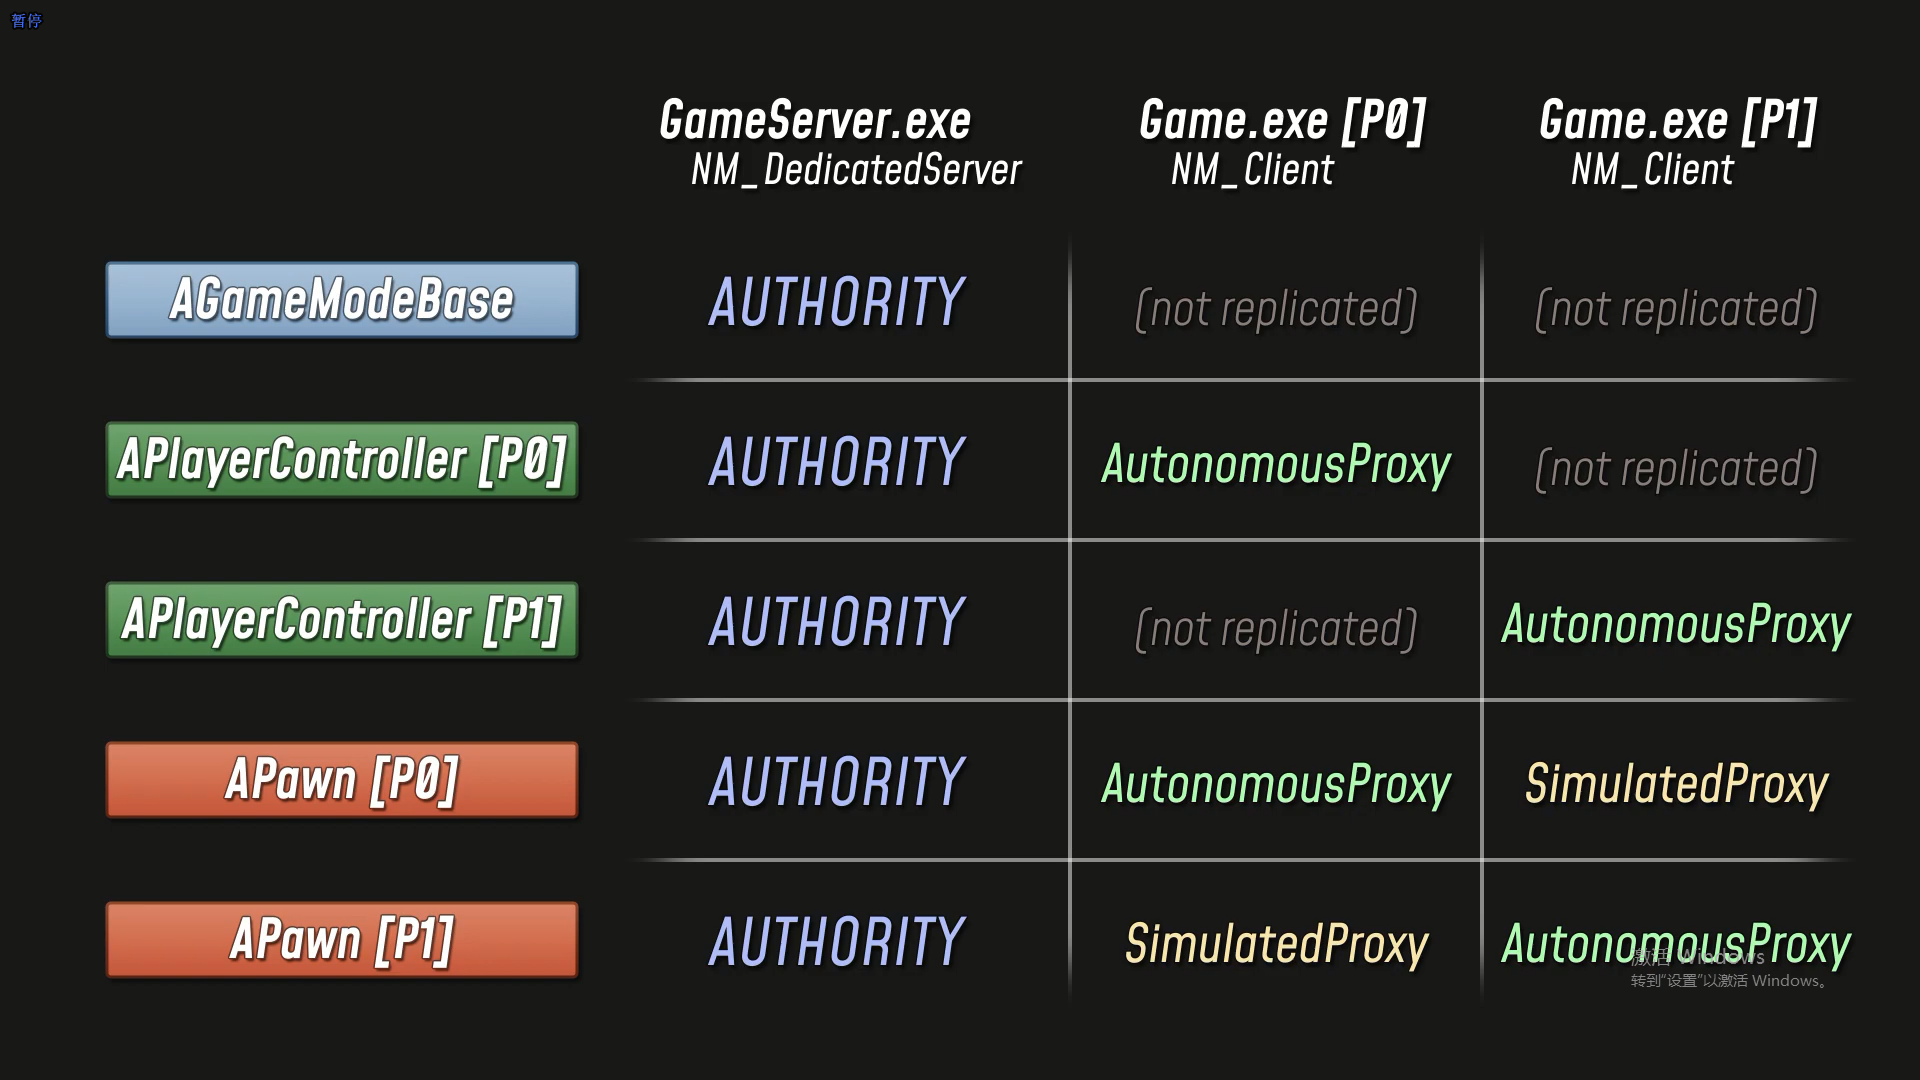 暂停
GameServer.exe
NM_DedicatedServer
Game.exe [P0]
NM_Client
Game.exe [P1]
NM_Client
AGameModeBase
AUTHORITY
(not replicated)
(not replicated)
APlayerController [P0]
AUTHORITY
AutonomousProxy
(not replicated)
APlayerController [P1]
AUTHORITY
(not replicated)
AutonomousProxy
APawn [P0]
AUTHORITY
AutonomousProxy
SimulatedProxy
APawn [P1]
AUTHORITY
SimulatedProxy
AutonomousProxy
激活 Windows
转到“设置”以激活 Windows。